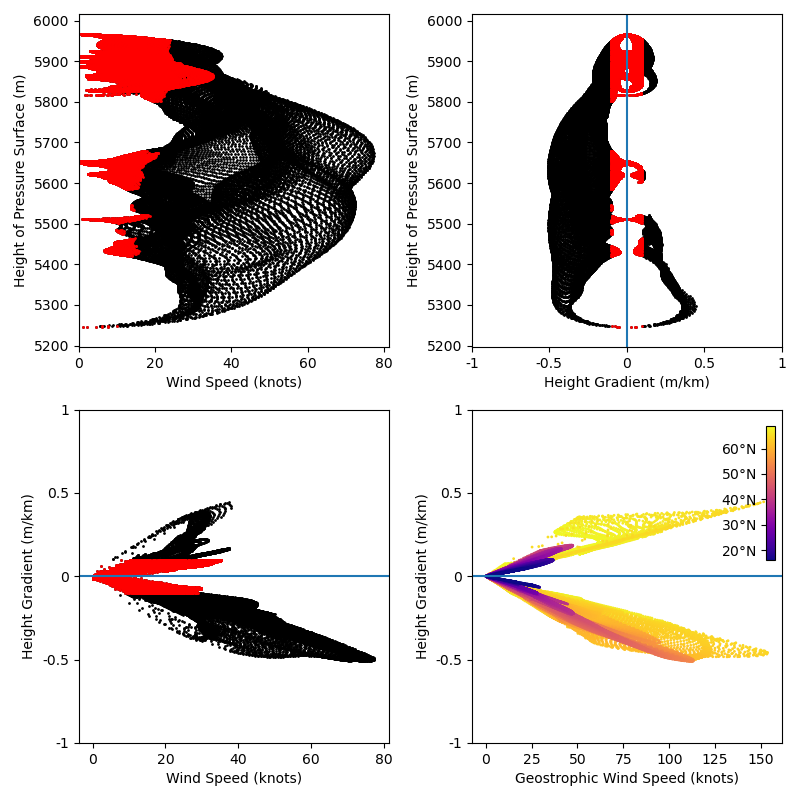 6000
5900
5800
5700
5600
5500
5400
5300
5200
Height of Pressure Surface (m)
0 20 40 60 80
Wind Speed (knots)
6000
5900
5800
5700
5600
5500
5400
5300
5200
Height of Pressure Surface (m)
-1 -0.5 0 0.5 1
Height Gradient (m/km)
1
0.5
0
-0.5
-1
Height Gradient (m/km)
0 20 40 60 80
Wind Speed (knots)
1
0.5
0
-0.5
-1
Height Gradient (m/km)
60°N
50°N
40°N
30°N
20°N
0 25 50 75 100 125 150
Geostrophic Wind Speed (knots)